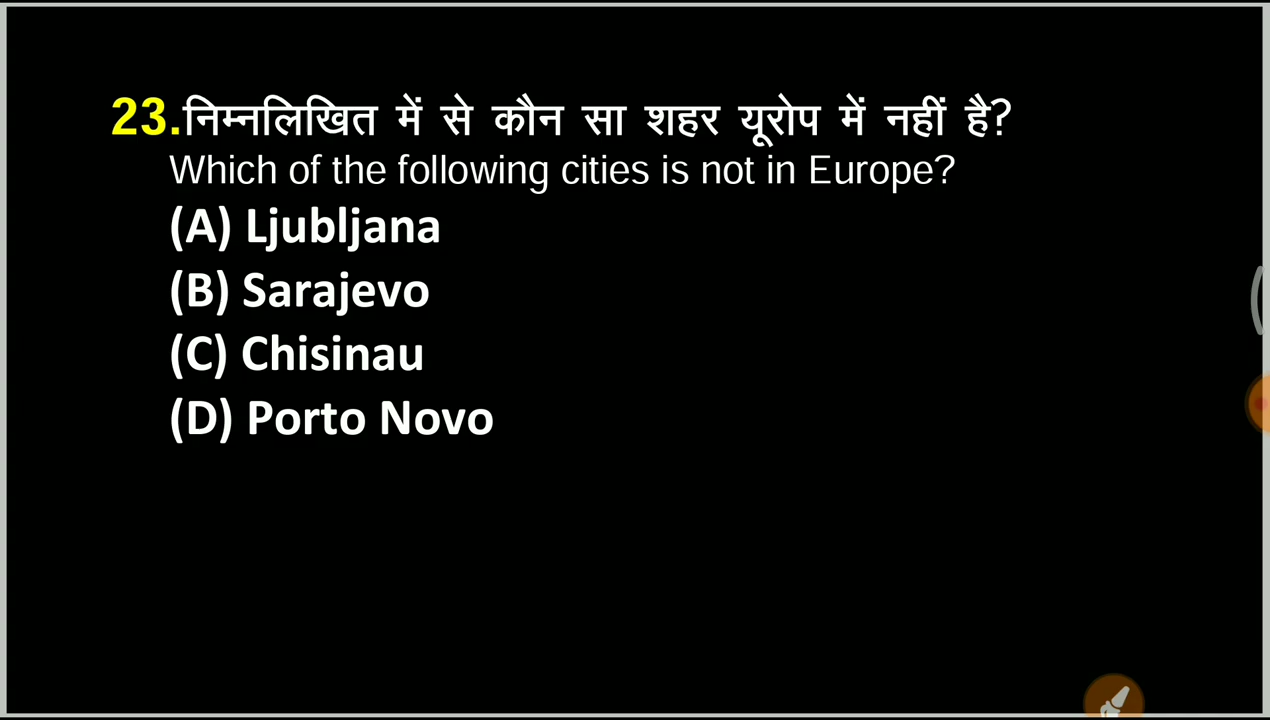 23.निम्नलिखित में से कौन सा शहर यूरोप में नहीं है?
Which of the following cities is not in Europe?
(A) Ljubljana
(B) Sarajevo
(C) Chisinau
(D) Porto Novo